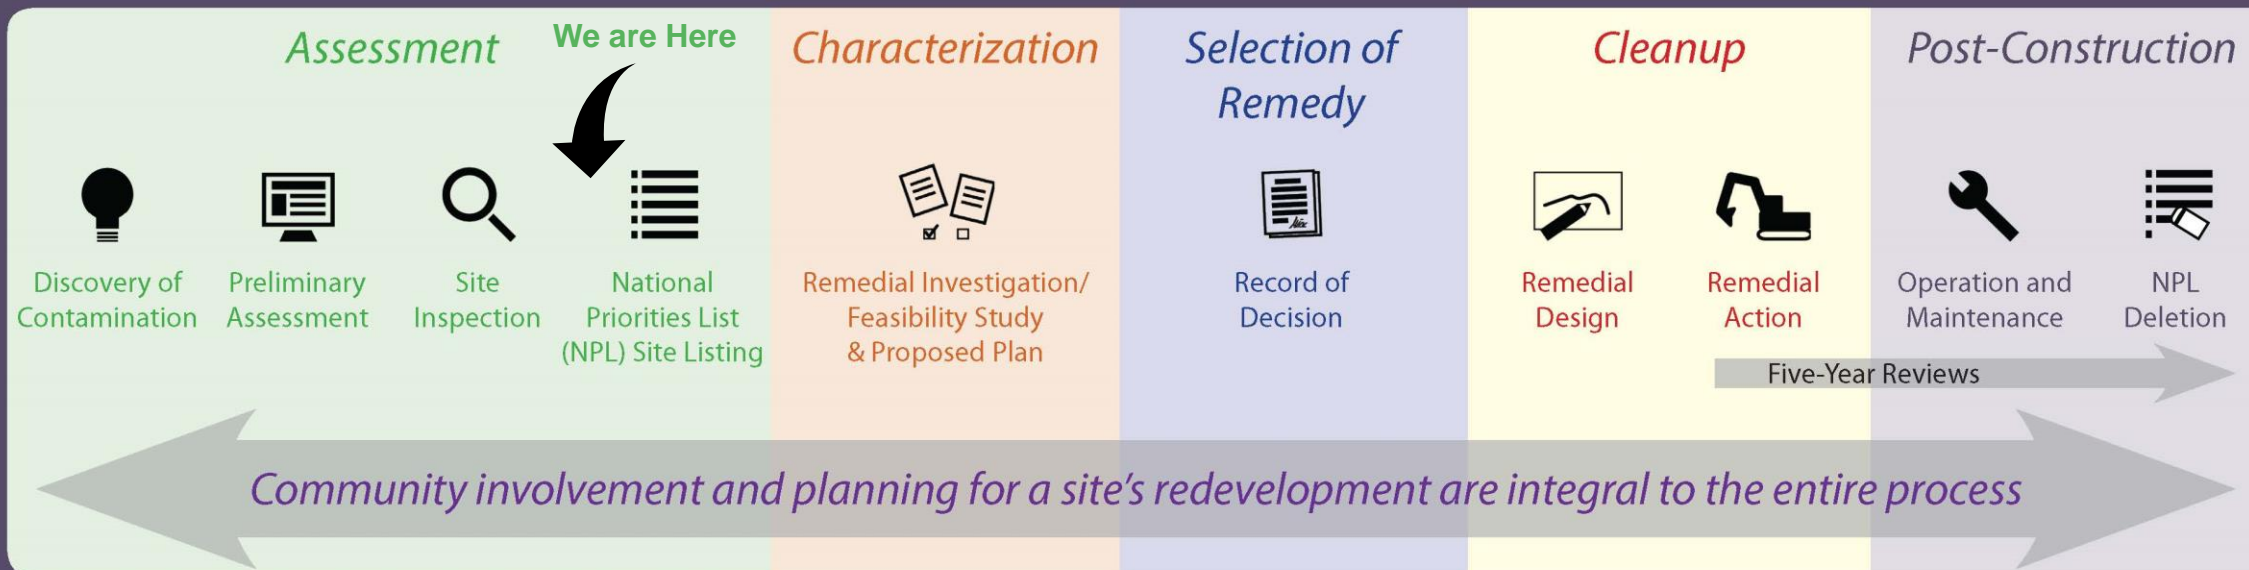 Assessment
We are Here
Characterization
Selection of
Remedy
Cleanup
Post-Construction
Discovery of
Contamination
Preliminary
Assessment
Site
Inspection
National
Priorities List
(NPL) Site Listing
Remedial Investigation/
Feasibility Study
& Proposed Plan
Record of
Decision
Remedial
Design
Remedial
Action
Operation and
Maintenance
NPL
Deletion
Five-Year Reviews
Community involvement and planning for a site's redevelopment are integral to the entire process